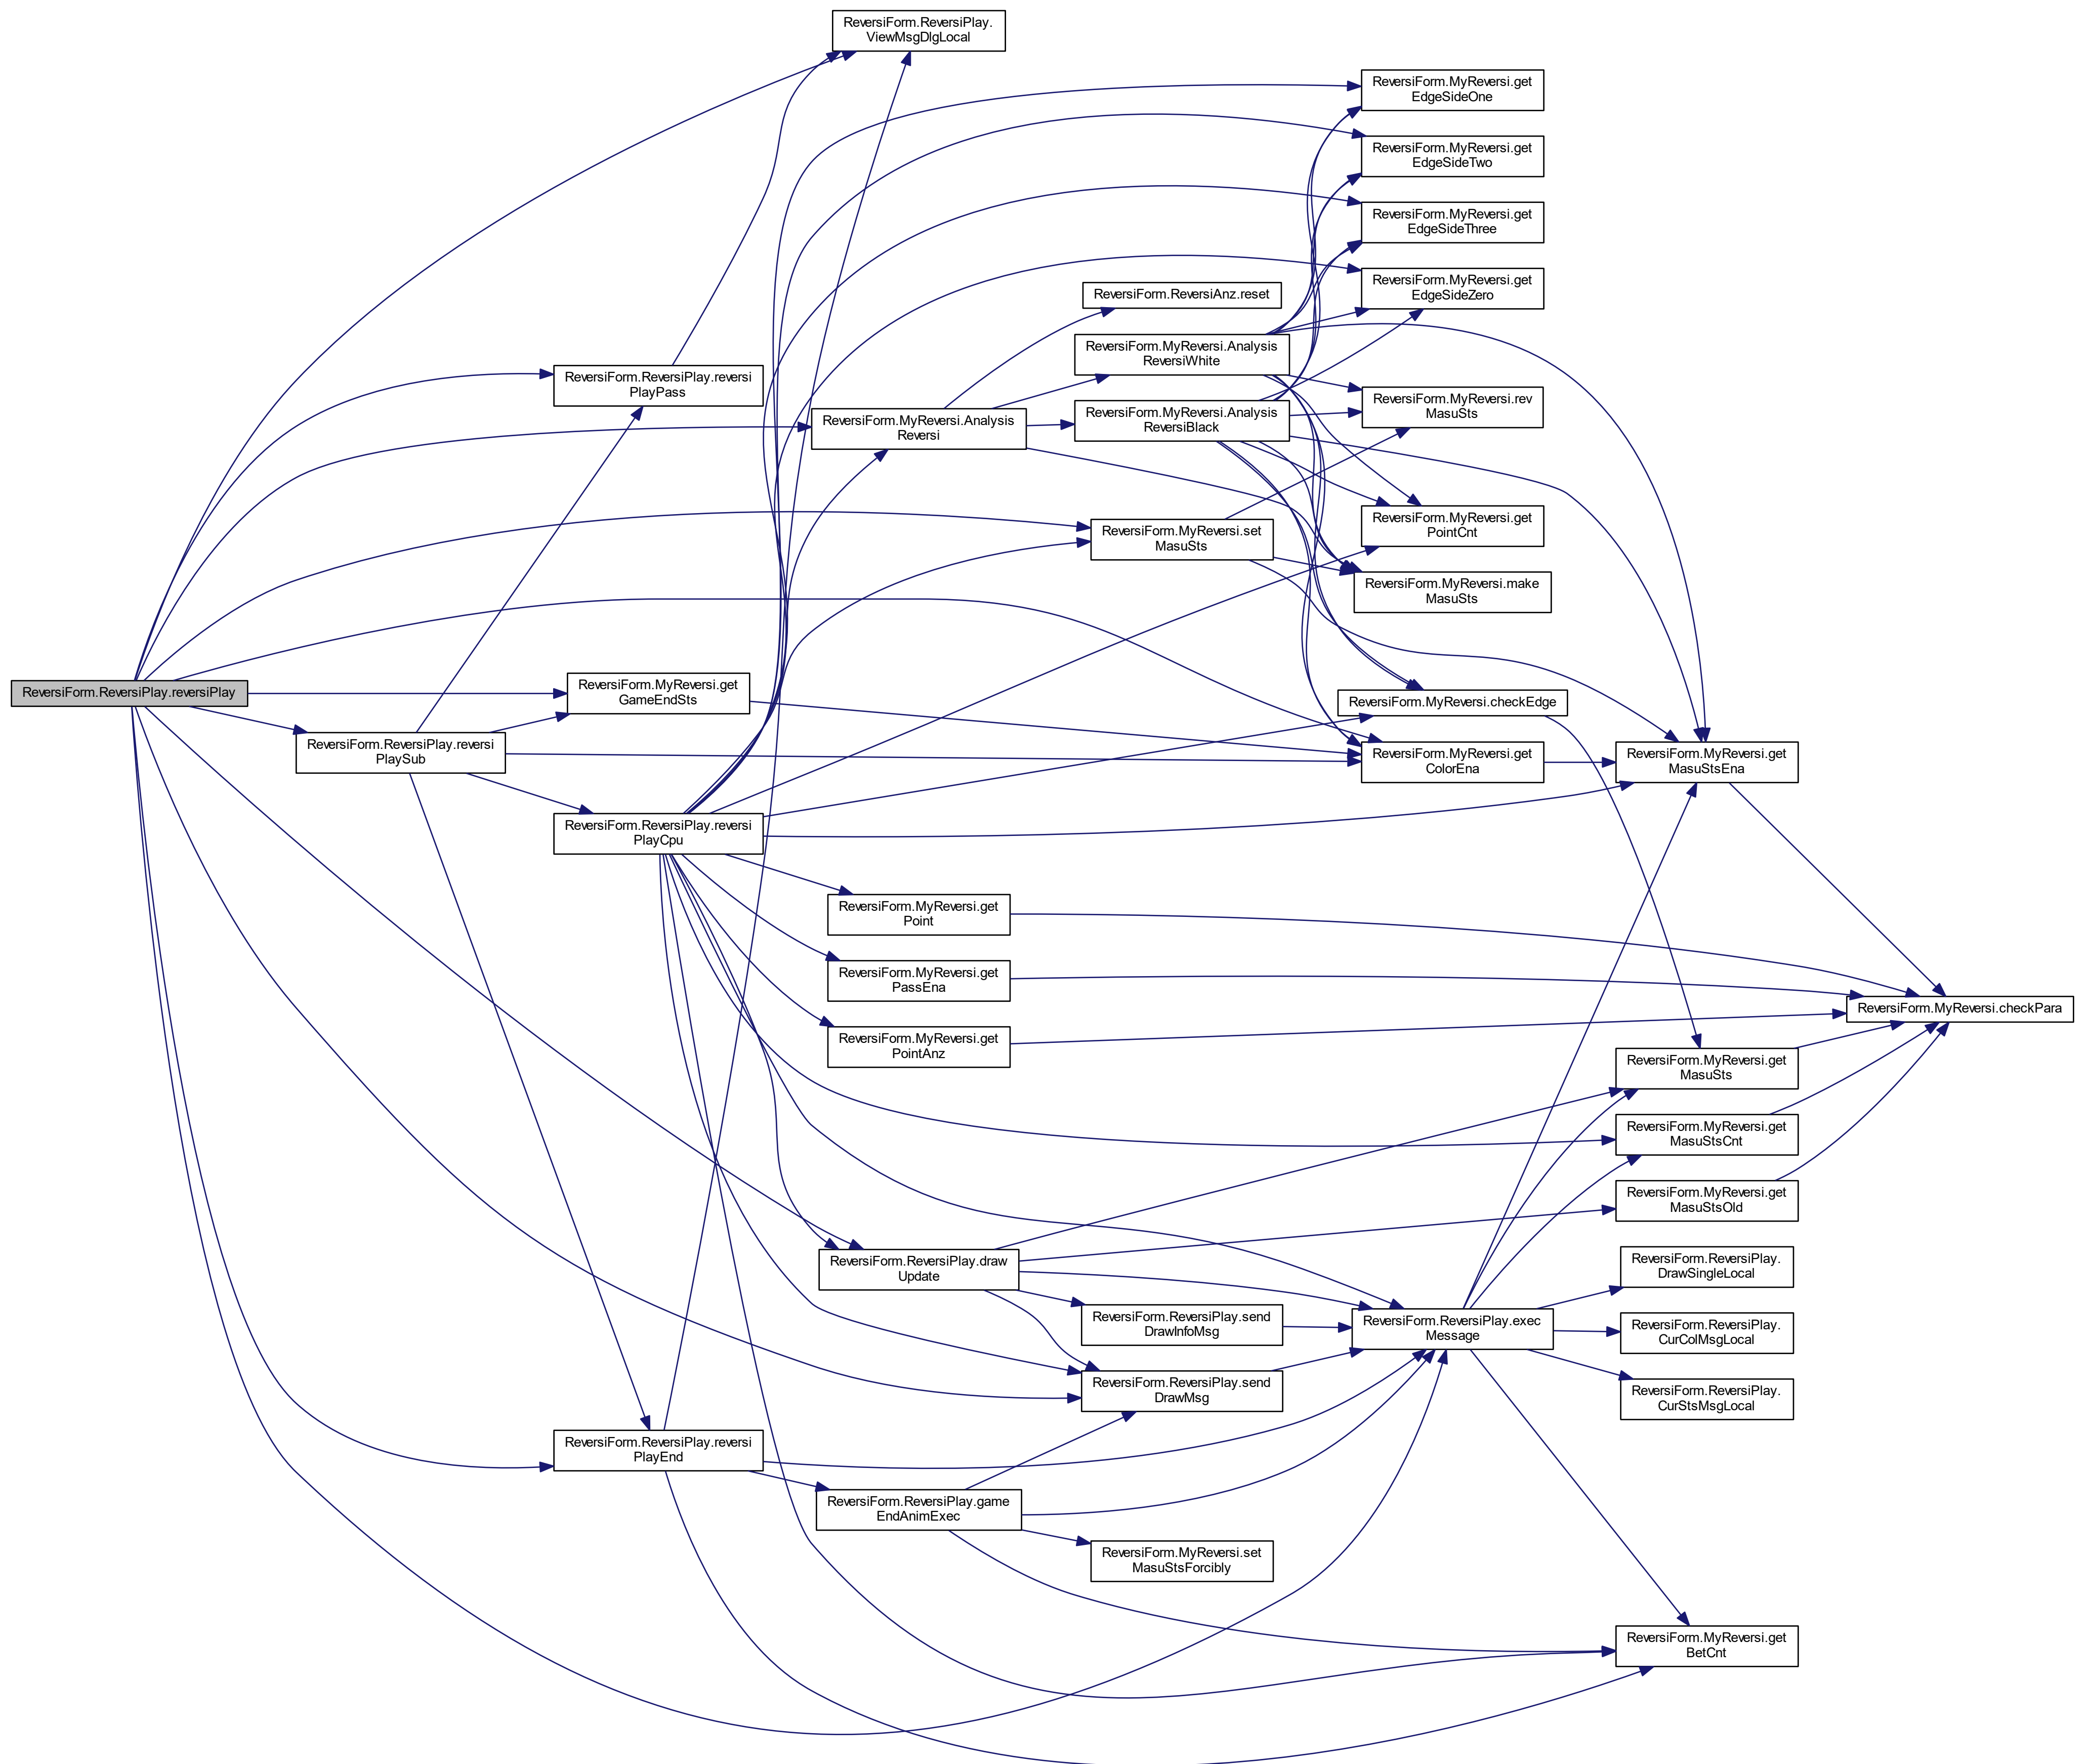 ReversiForm.ReversiPlay.
ViewMsgDlgLocal
ReversiForm.MyReversi.get
EdgeSideOne
ReversiForm.MyReversi.get
EdgeSideTwo
ReversiForm.MyReversi.get
EdgeSideThree
ReversiForm.MyReversi.get
EdgeSideZero
ReversiForm.ReversiAnz.reset
ReversiForm.MyReversi.Analysis
ReversiWhite
ReversiForm.ReversiPlay.reversi
PlayPass
ReversiForm.MyReversi.rev
MasuSts
ReversiForm.MyReversi.Analysis
ReversiBlack
ReversiForm.MyReversi.Analysis
Reversi
ReversiForm.MyReversi.get
PointCnt
ReversiForm.MyReversi.set
MasuSts
ReversiForm.MyReversi.make
MasuSts
ReversiForm.ReversiPlay.reversiPlay
ReversiForm.MyReversi.get
GameEndSts
ReversiForm.MyReversi.checkEdge
ReversiForm.ReversiPlay.reversi
PlaySub
ReversiForm.MyReversi.get
ColorEna
ReversiForm.MyReversi.get
MasuStsEna
ReversiForm.ReversiPlay.reversi
PlayCpu
ReversiForm.MyReversi.get
Point
ReversiForm.MyReversi.get
PassEna
ReversiForm.MyReversi.checkPara
ReversiForm.MyReversi.get
PointAnz
ReversiForm.MyReversi.get
MasuSts
ReversiForm.MyReversi.get
MasuStsCnt
ReversiForm.MyReversi.get
MasuStsOld
ReversiForm.ReversiPlay.draw
Update
ReversiForm.ReversiPlay.
DrawSingleLocal
ReversiForm.ReversiPlay.send
DrawInfoMsg
ReversiForm.ReversiPlay.exec
Message
ReversiForm.ReversiPlay.
CurColMsgLocal
ReversiForm.ReversiPlay.send
DrawMsg
ReversiForm.ReversiPlay.
CurStsMsgLocal
ReversiForm.ReversiPlay.reversi
PlayEnd
ReversiForm.ReversiPlay.game
EndAnimExec
ReversiForm.MyReversi.set
MasuStsForcibly
ReversiForm.MyReversi.get
BetCnt